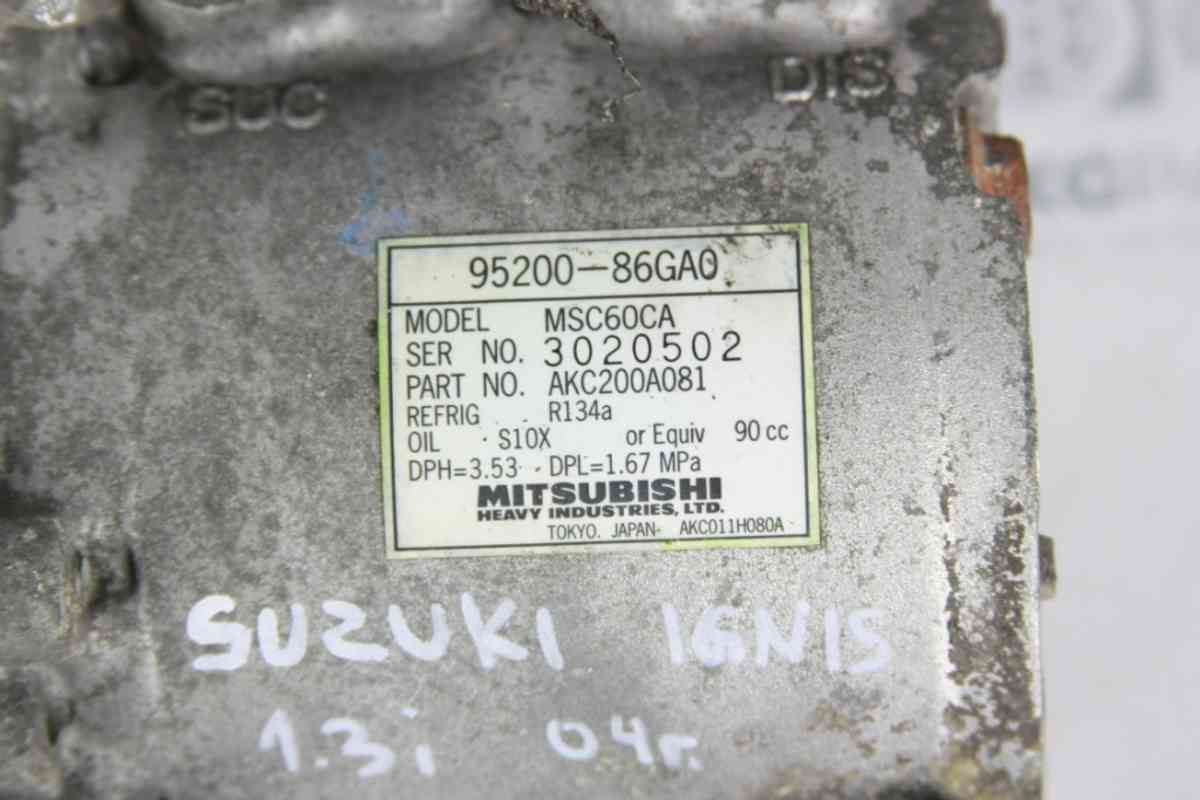 SUC
DIS
95200-86GA0
MODEL MSC60CA
SER NO. 3020502
PART NO. AKC200A081
REFRIG R134a
OIL S10X or Equiv 90 cc
DPH=3.53 DPL=1.67 MPa
MITSUBISHI
HEAVY INDUSTRIES, LTD.
TOKYO. JAPAN AKC011H080A
SUZUKI IGNIS
1.3i 04г.